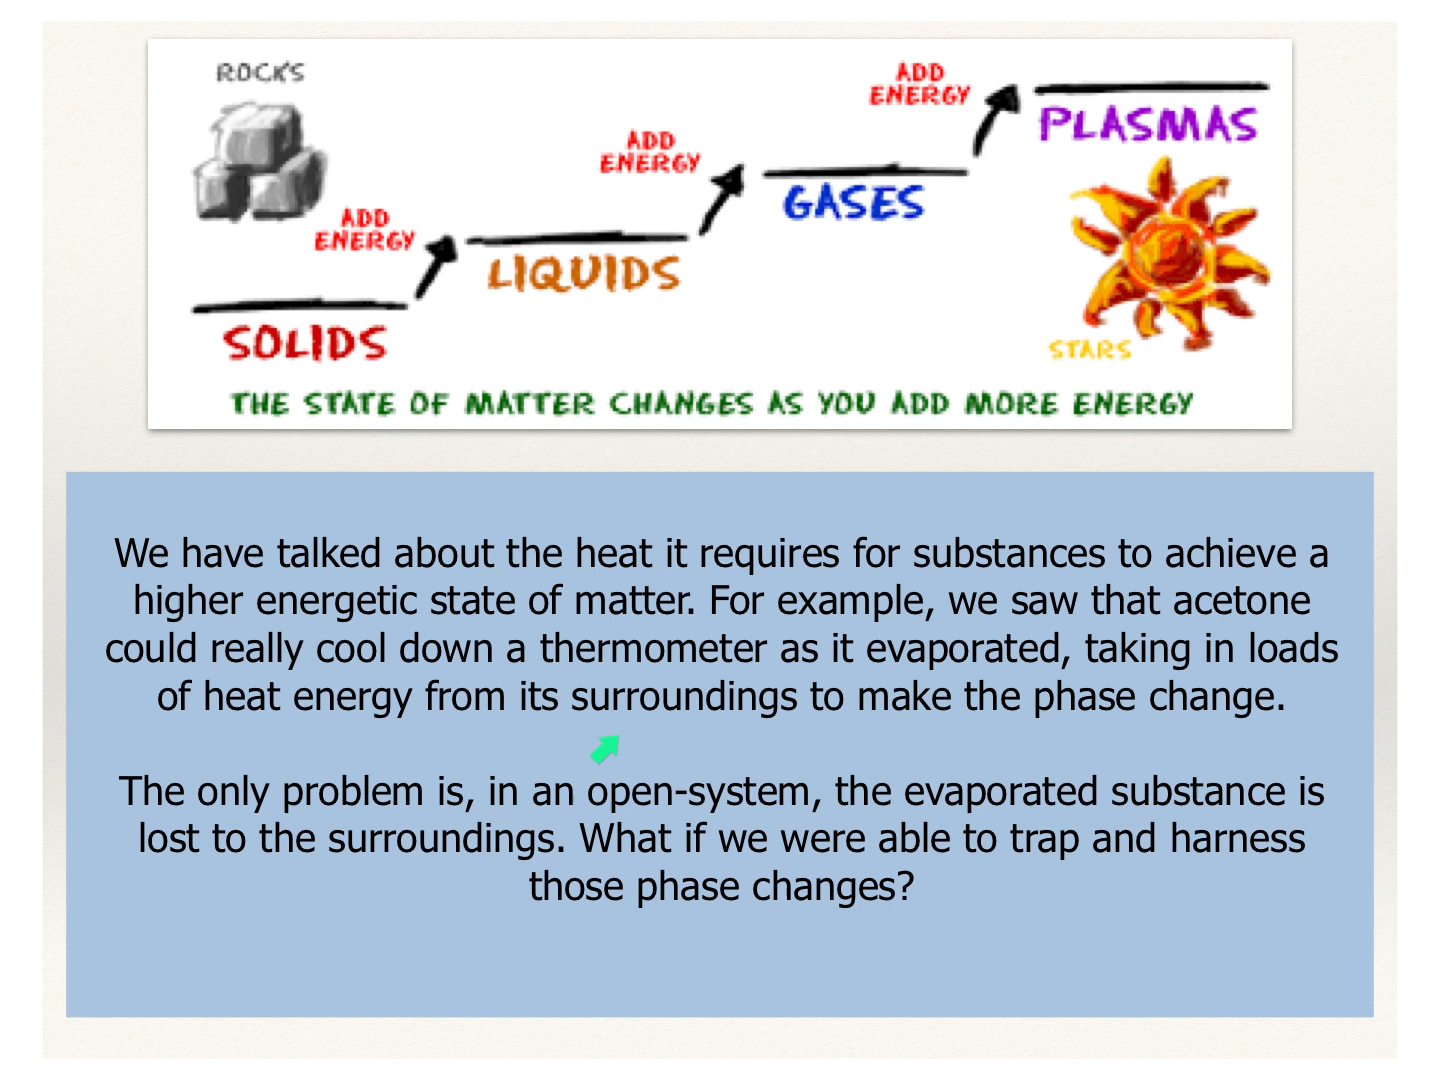 ROCKS
ADD
ENERGY
PLASMAS
ADD
ENERGY
GASES
ADD
ENERGY
LIQUIDS
SOLIDS
STARS
THE STATE OF MATTER CHANGES AS YOU ADD MORE ENERGY
We have talked about the heat it requires for substances to achieve a
higher energetic state of matter. For example, we saw that acetone
could really cool down a thermometer as it evaporated, taking in loads
of heat energy from its surroundings to make the phase change.
The only problem is, in an open-system, the evaporated substance is
lost to the surroundings. What if we were able to trap and harness
those phase changes?